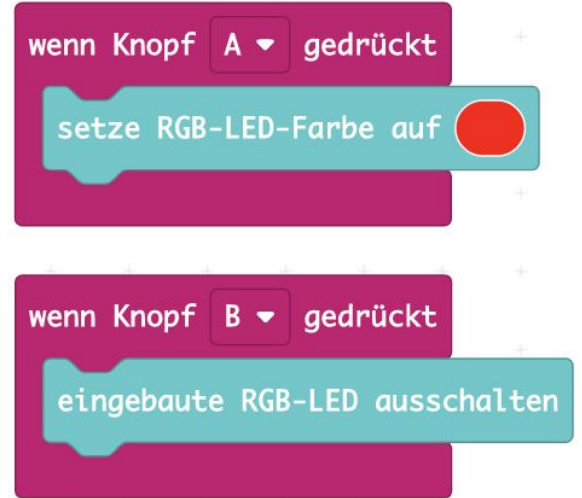 wenn Knopf A gedrückt
setze RGB-LED-Farbe auf
wenn Knopf B gedrückt
eingebaute RGB-LED ausschalten